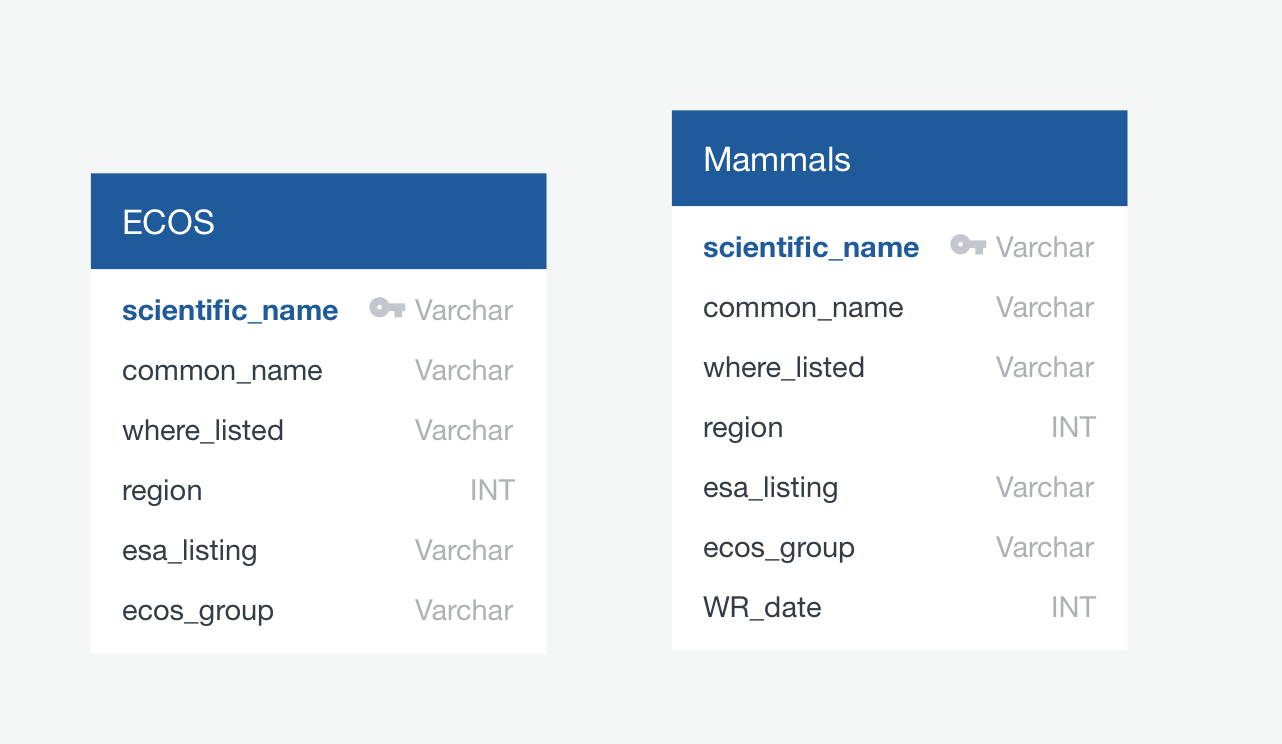 ECOS
scientific_name Varchar
common_name Varchar
where_listed Varchar
region INT
esa_listing Varchar
ecos_group Varchar
Mammals
scientific_name Varchar
common_name Varchar
where_listed Varchar
region INT
esa_listing Varchar
ecos_group Varchar
WR_date INT